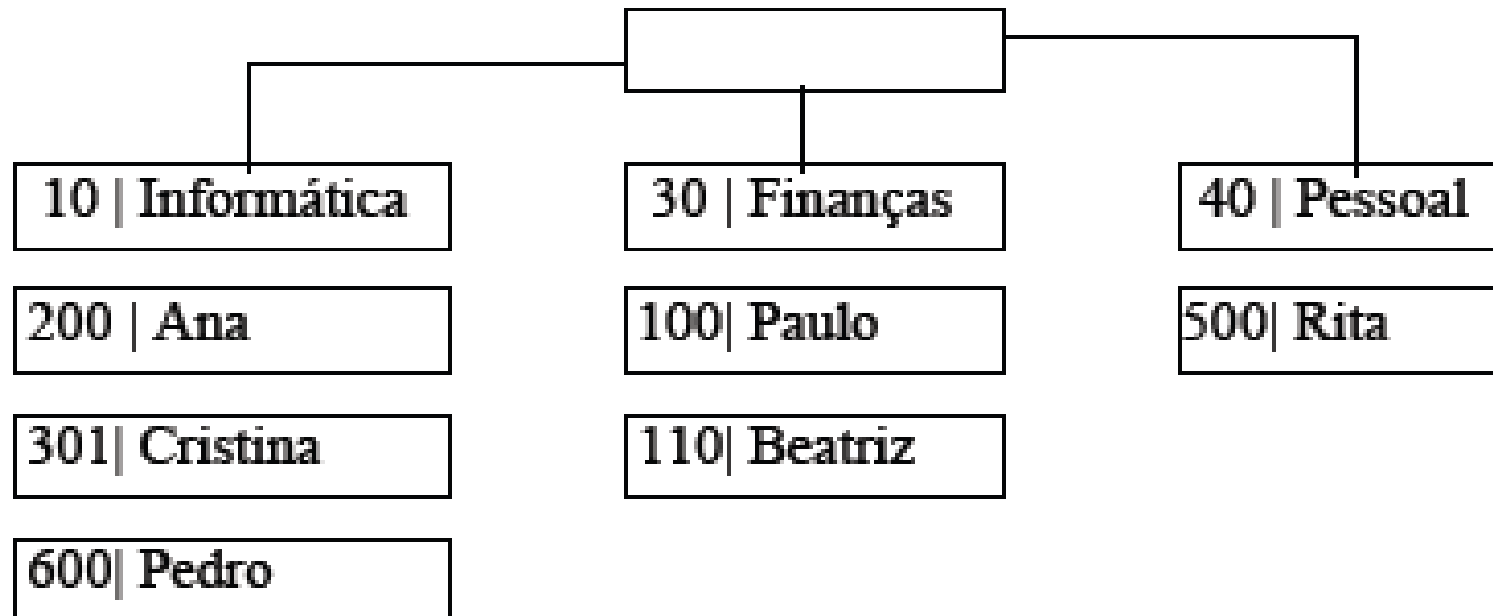 10 | Informática
30 | Finanças
40 | Pessoal
200 | Ana
100| Paulo
500| Rita
301| Cristina
110| Beatriz
600| Pedro